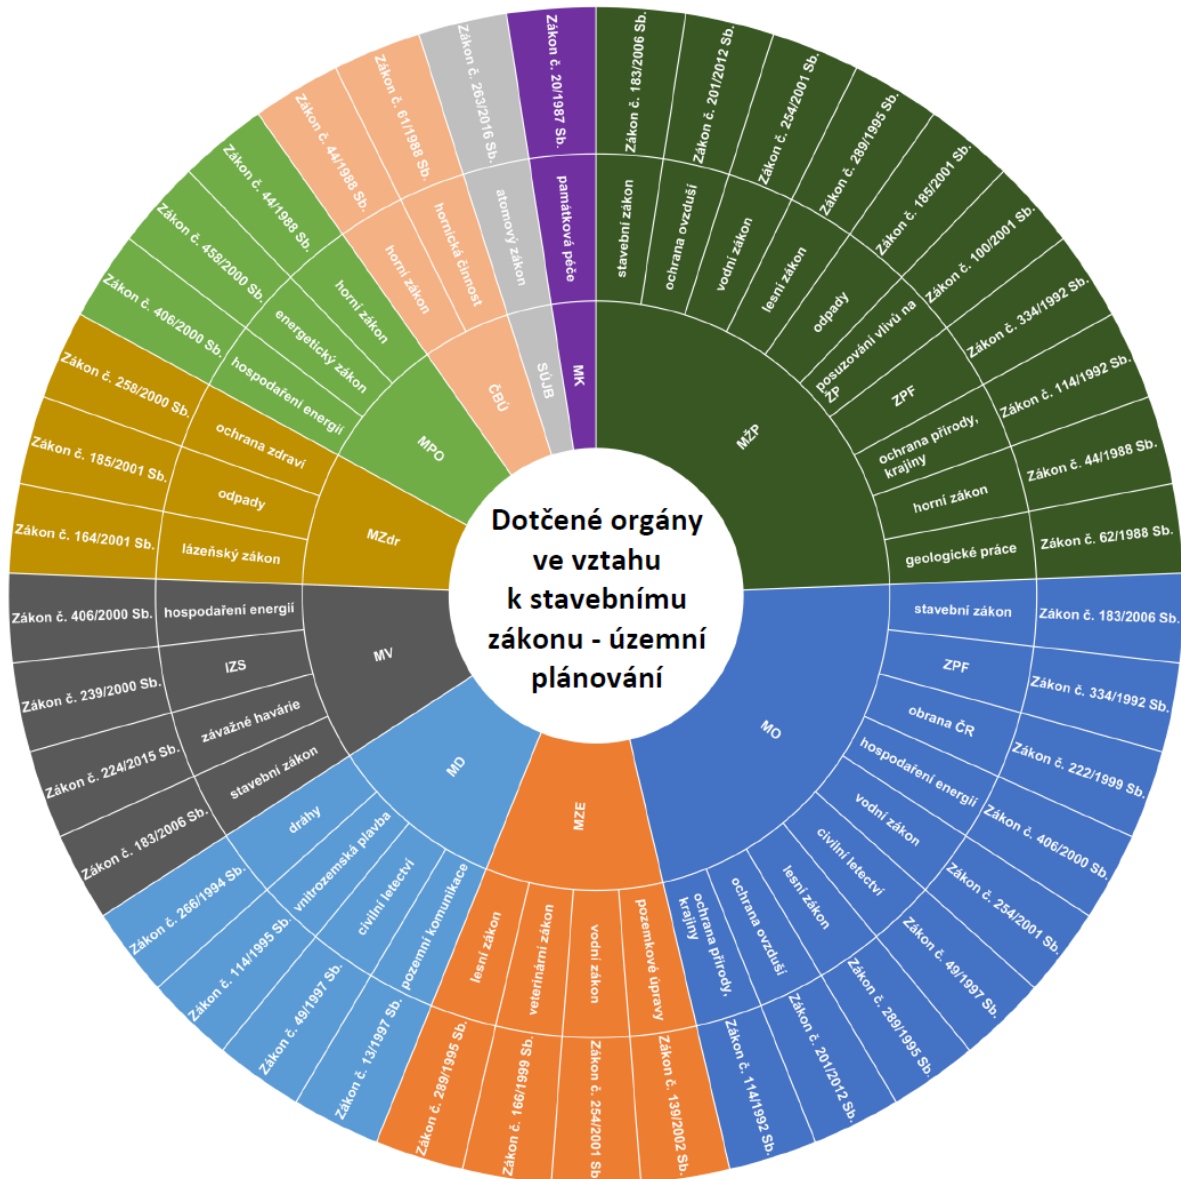 Dotčené orgány
ve vztahu
k stavebnímu
zákonu - územní
plánování
MŽP
stavební zákon
Zákon č. 183/2006 Sb.
ochrana ovzduší
Zákon č. 201/2012 Sb.
vodní zákon
Zákon č. 254/2001 Sb.
lesní zákon
Zákon č. 289/1995 Sb.
odpady
Zákon č. 185/2001 Sb.
posuzování vlivů na
ŽP
Zákon č. 100/2001 Sb.
ZPF
Zákon č. 334/1992 Sb.
ochrana přírody,
krajiny
Zákon č. 114/1992 Sb.
horní zákon
Zákon č. 44/1988 Sb.
geologické práce
Zákon č. 62/1988 Sb.
MO
stavební zákon
Zákon č. 183/2006 Sb.
ZPF
Zákon č. 334/1992 Sb.
obrana ČR
Zákon č. 222/1999 Sb.
hospodaření energií
Zákon č. 406/2000 Sb.
vodní zákon
Zákon č. 254/2001 Sb.
civilní letectví
Zákon č. 49/1997 Sb.
lesní zákon
Zákon č. 289/1995 Sb.
ochrana ovzduší
Zákon č. 201/2012 Sb.
ochrana přírody,
krajiny
Zákon č. 114/1992 Sb.
MZE
pozemkové úpravy
Zákon č. 139/2002 Sb.
vodní zákon
Zákon č. 254/2001 Sb
veterinární zákon
Zákon č. 166/1999 Sb.
lesní zákon
Zákon č. 289/1995 Sb.
MD
pozemní komunikace
Zákon č. 13/1997 Sb.
civilní letectví
Zákon č. 49/1997 Sb.
vnitrozemská plavba
Zákon č. 114/1995 Sb.
dráhy
Zákon č. 266/1994 Sb.
MV
stavební zákon
Zákon č. 183/2006 Sb.
závažné havárie
Zákon č. 224/2015 Sb.
IZS
Zákon č. 239/2000 Sb.
hospodaření energií
Zákon č. 406/2000 Sb.
MZdr
lázeňský zákon
Zákon č. 164/2001 Sb.
odpady
Zákon č. 185/2001 Sb.
ochrana zdraví
Zákon č. 258/2000 Sb.
MPO
hospodaření energií
Zákon č. 406/2000 Sb.
energetický zákon
Zákon č. 458/2000 Sb.
horní zákon
Zákon č. 44/1988 Sb.
ČBÚ
horní zákon
Zákon č. 44/1988 Sb.
hornická činnost
Zákon č. 61/1988 Sb.
SÚJB
atomový zákon
Zákon č. 263/2016 Sb.
MK
památková péče
Zákon č. 20/1987 Sb.